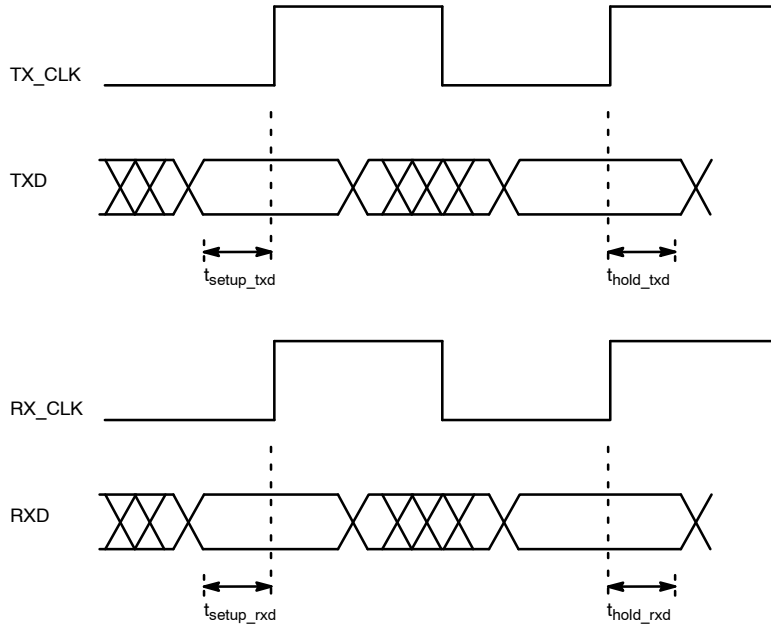 TX_CLK
TXD
tsetup_txd
thold_txd
RX_CLK
RXD
tsetup_rxd
thold_rxd